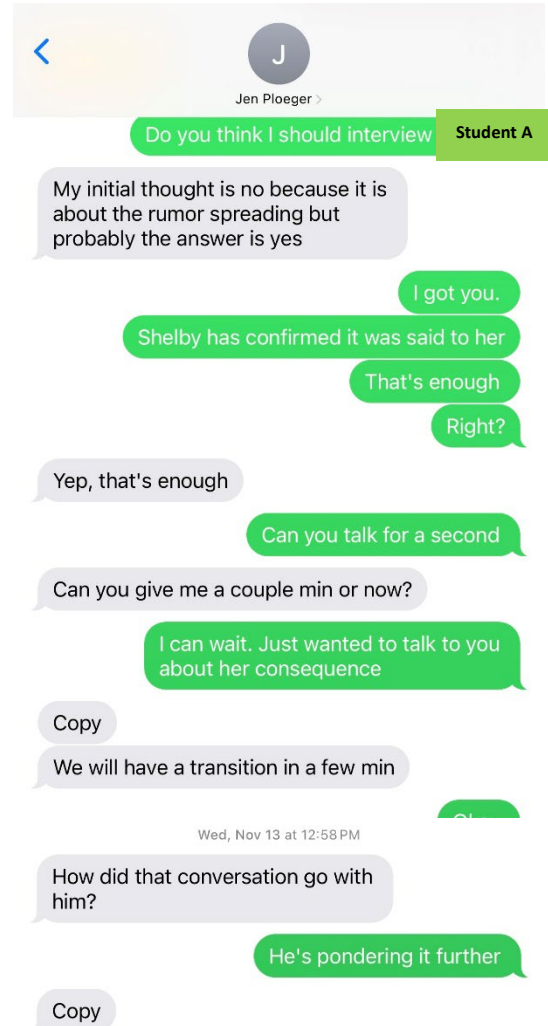 J
Jen Ploeger
Do you think I should interview Student A
My initial thought is no because it is
about the rumor spreading but
probably the answer is yes
I got you.
Shelby has confirmed it was said to her
That's enough
Right?
Yep, that's enough
Can you talk for a second
Can you give me a couple min or now?
I can wait. Just wanted to talk to you
about her consequence
Copy
We will have a transition in a few min
Wed, Nov 13 at 12:58 PM
How did that conversation go with
him?
He's pondering it further
Copy